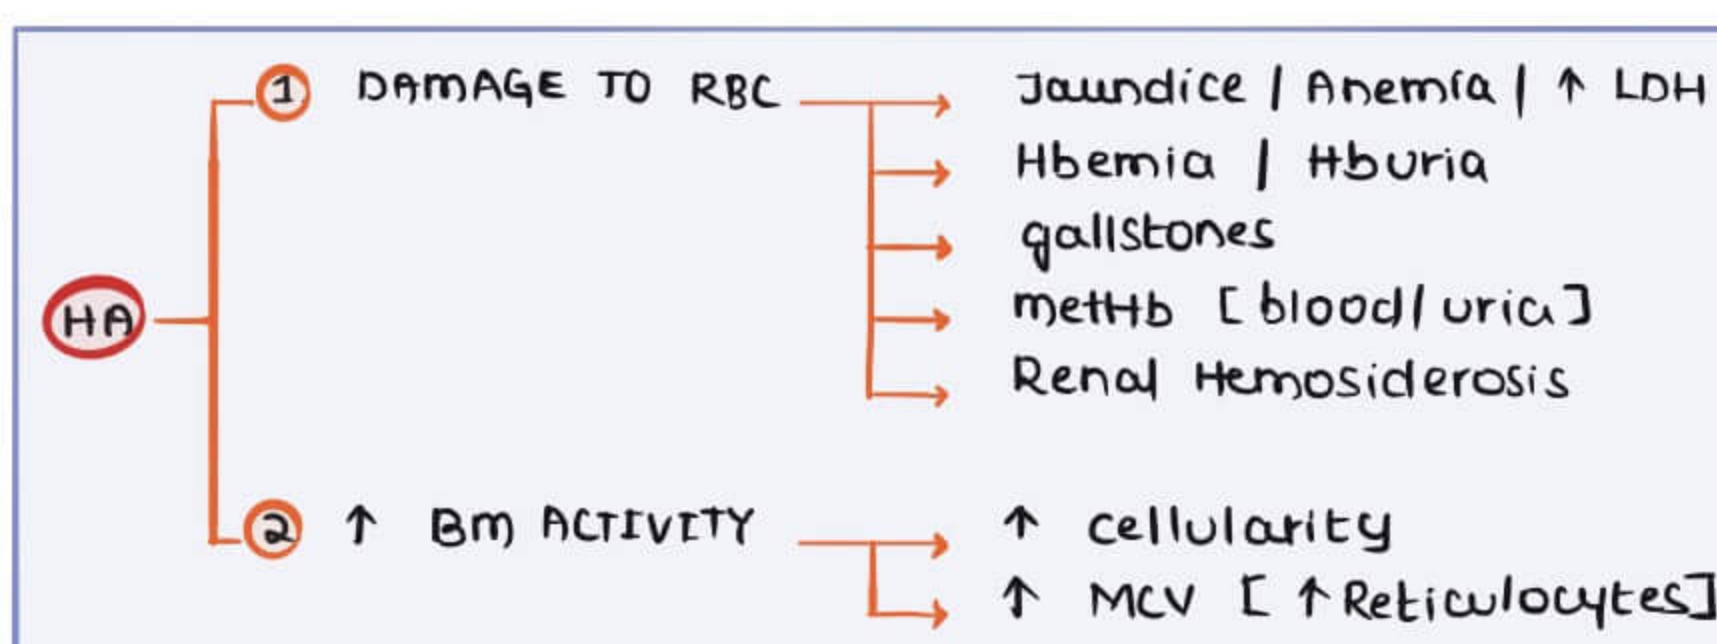 1 DAMAGE TO RBC
Jaundice / Anemia / ↑ LDH
Hbemia / Hburia
gallstones
metHb [blood/uria]
Renal Hemosiderosis
HA
2 ↑ Bm ACTIVITY
↑ cellularity
↑ MCV [↑Reticulocytes]